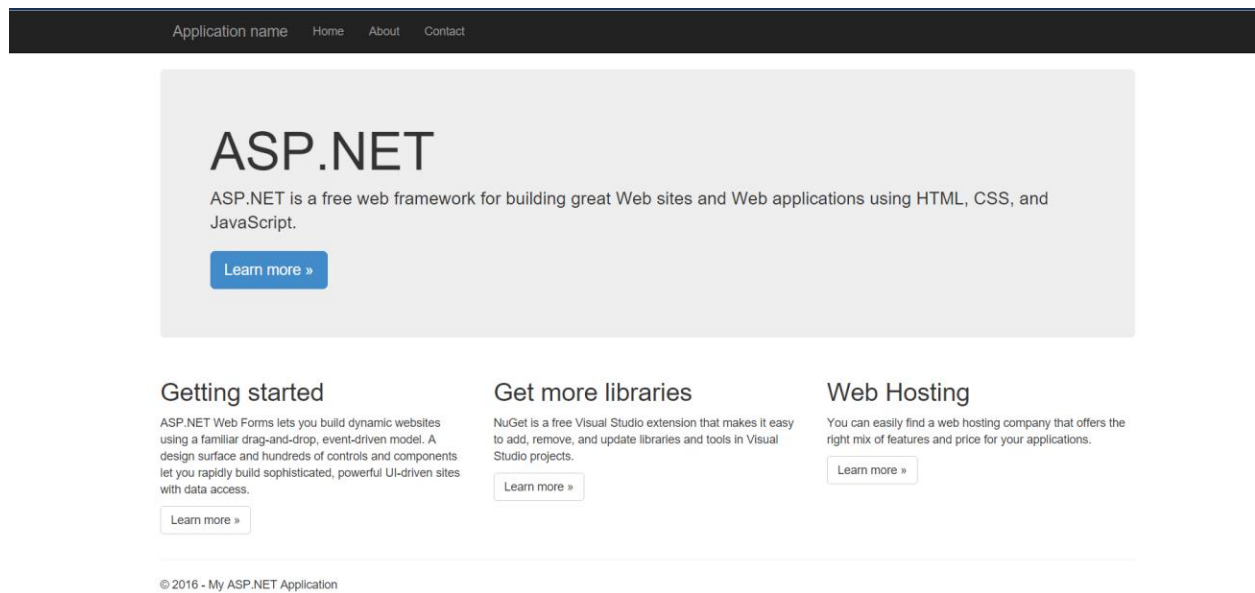 Application name Home About Contact
ASP.NET
ASP.NET is a free web framework for building great Web sites and Web applications using HTML, CSS, and
JavaScript.
Learn more »
Getting started
ASP.NET Web Forms lets you build dynamic websites
using a familiar drag-and-drop, event-driven model. A
design surface and hundreds of controls and components
let you rapidly build sophisticated, powerful UI-driven sites
with data access.
Learn more »
Get more libraries
NuGet is a free Visual Studio extension that makes it easy
to add, remove, and update libraries and tools in Visual
Studio projects.
Learn more »
Web Hosting
You can easily find a web hosting company that offers the
right mix of features and price for your applications.
Learn more »
© 2016 - My ASP.NET Application